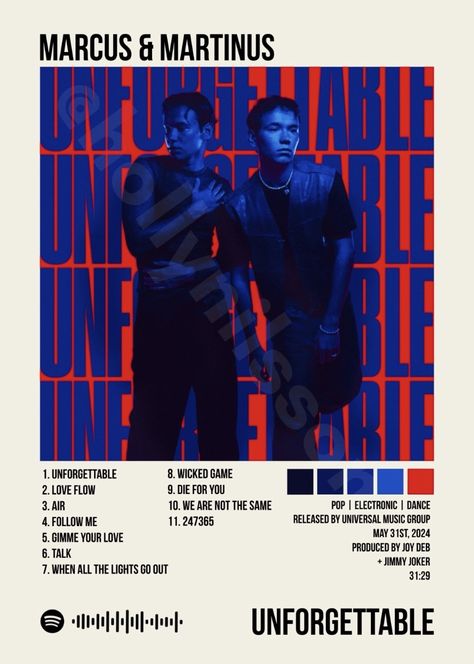 MARCUS & MARTINUS
UNFORGETTABLE
UNFORGETTABLE
UNFORGETTABLE
UNFORGETTABLE
UNFORGETTABLE
@hollynilsson
1. UNFORGETTABLE
2. LOVE FLOW
3. AIR
4. FOLLOW ME
5. GIMME YOUR LOVE
6. TALK
7. WHEN ALL THE LIGHTS GO OUT
8. WICKED GAME
9. DIE FOR YOU
10. WE ARE NOT THE SAME
11. 247365
POP | ELECTRONIC | DANCE
RELEASED BY UNIVERSAL MUSIC GROUP
MAY 31ST, 2024
PRODUCED BY JOY DEB
+ JIMMY JOKER
31:29
UNFORGETTABLE